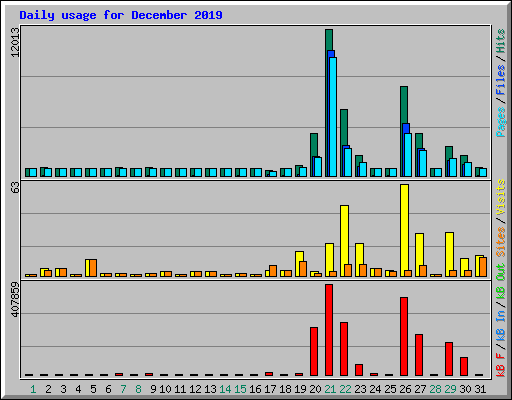 Daily usage for December 2019
12013
Pages/Files/Hits
63
Sites/Visits
407859
kB F/kB In/kB Out
1 2 3 4 5 6 7 8 9 10 11 12 13 14 15 16 17 18 19 20 21 22 23 24 25 26 27 28 29 30 31